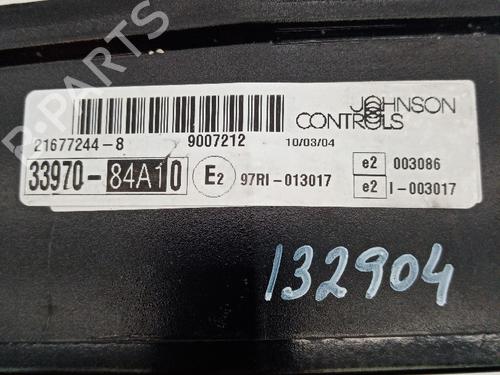 B-PARTS
JOHNSON
CONTROLS
21677244-8 9007212 10/03/04
33970-84A10 E2 97RI-013017 e2 003086
e2 I-003017
132904